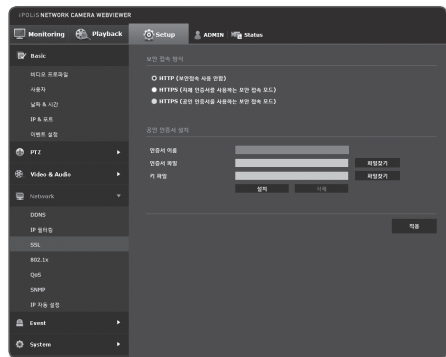 iPOLiS NETWORK CAMERA WEBVIEWER
Monitoring Playback Setup ADMIN Status
Basic
비디오 프로파일
사용자
날짜 & 시간
IP & 포트
이벤트 설정
PTZ
Video & Audio
Network
DDNS
IP 필터링
SSL
802.1x
QoS
SNMP
IP 자동 설정
Event
System
보안 접속 방식
HTTP (보안접속 사용 안함)
HTTPS (자체 인증서를 사용하는 보안 접속 모드)
HTTPS (공인 인증서를 사용하는 보안 접속 모드)
공인 인증서 설치
인증서 이름
인증서 파일 파일찾기
키 파일 파일찾기
설치 삭제
적용